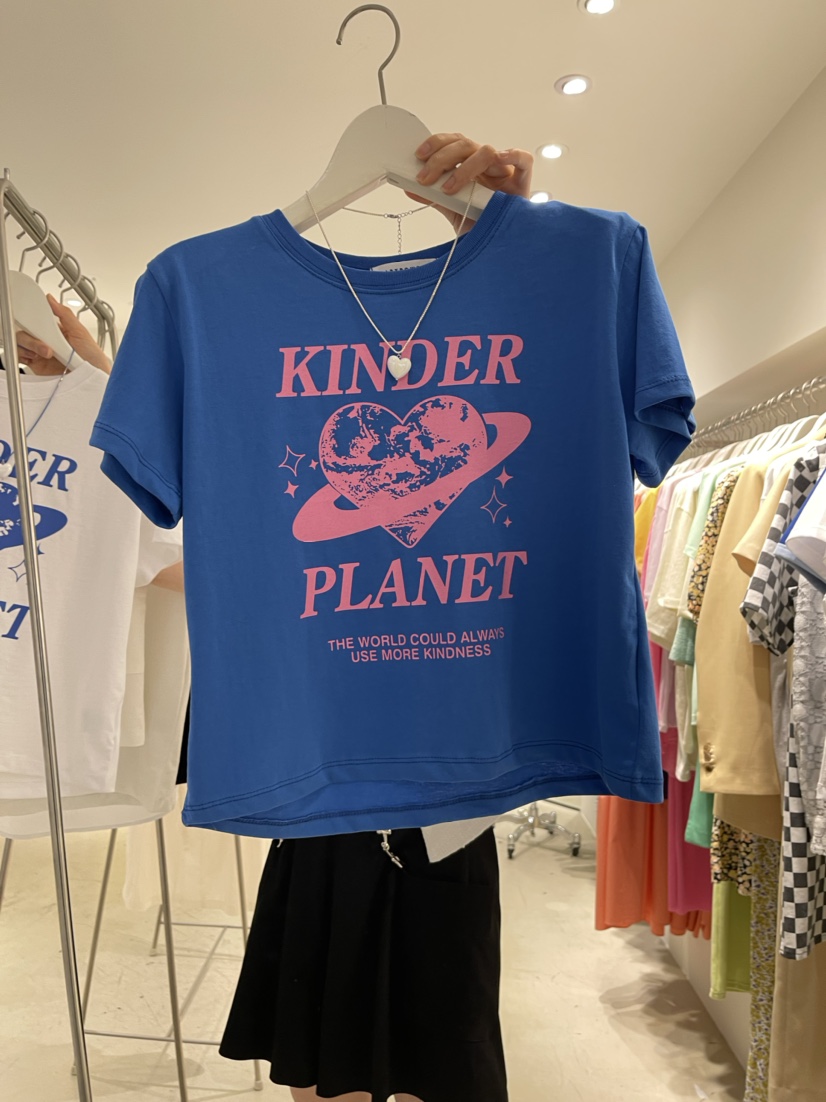 KINDER
PLANET
THE WORLD COULD ALWAYS
USE MORE KINDNESS